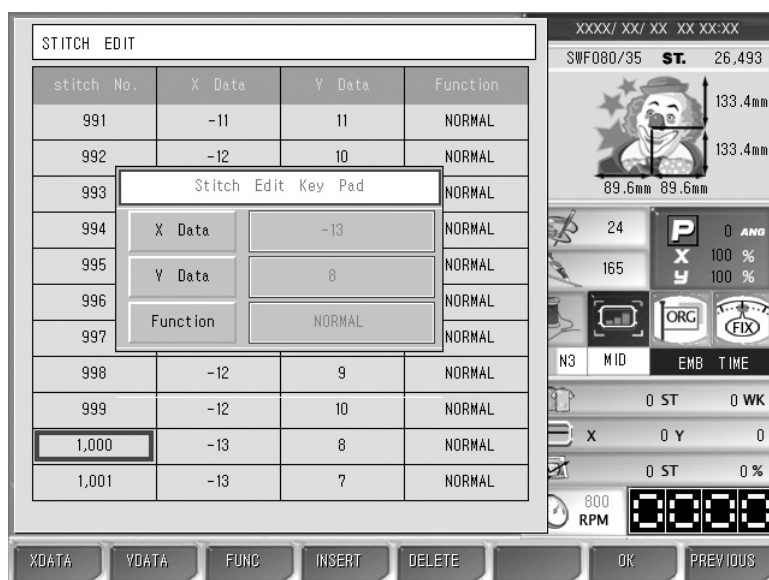 STITCH EDIT
stitch No. X Data Y Data Function
991 -11 11 NORMAL
992 -12 10 NORMAL
993 NORMAL
994 NORMAL
995 NORMAL
996 NORMAL
997 NORMAL
998 -12 9 NORMAL
999 -12 10 NORMAL
1,000 -13 8 NORMAL
1,001 -13 7 NORMAL
Stitch Edit Key Pad
X Data -13
Y Data 8
Function NORMAL
XXXX/ XX/ XX XX XX:XX
SWF080/35 ST. 26,493
133.4mm
133.4mm
89.6mm 89.6mm
24
165
P 0 ANG
X 100 %
y 100 %
ORG
FIX
N3 MID EMB TIME
0 ST 0 WK
X 0 Y 0
0 ST 0 %
800
RPM
XDATA YDATA FUNC INSERT DELETE OK PREVIOUS